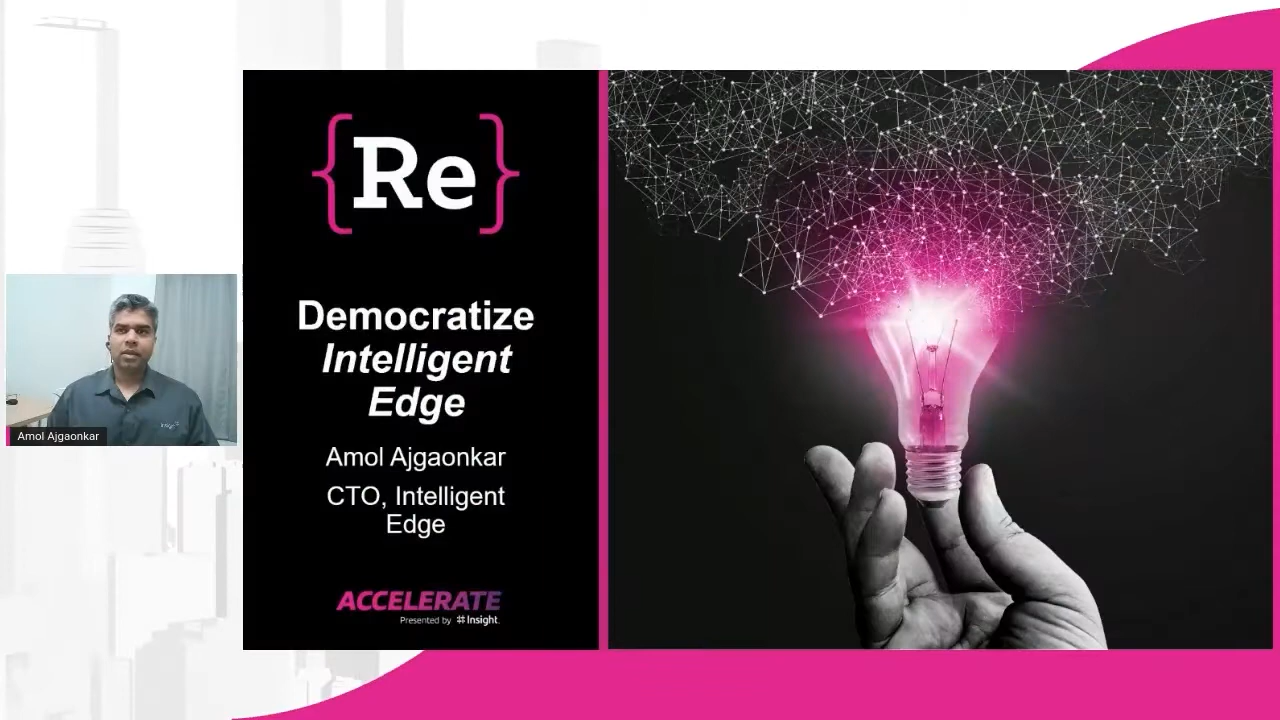 {Re}
Democratize
Intelligent
Edge
Amol Ajgaonkar
CTO, Intelligent
Edge
ACCELERATE
Presented by Insight.
Amol Ajgaonkar